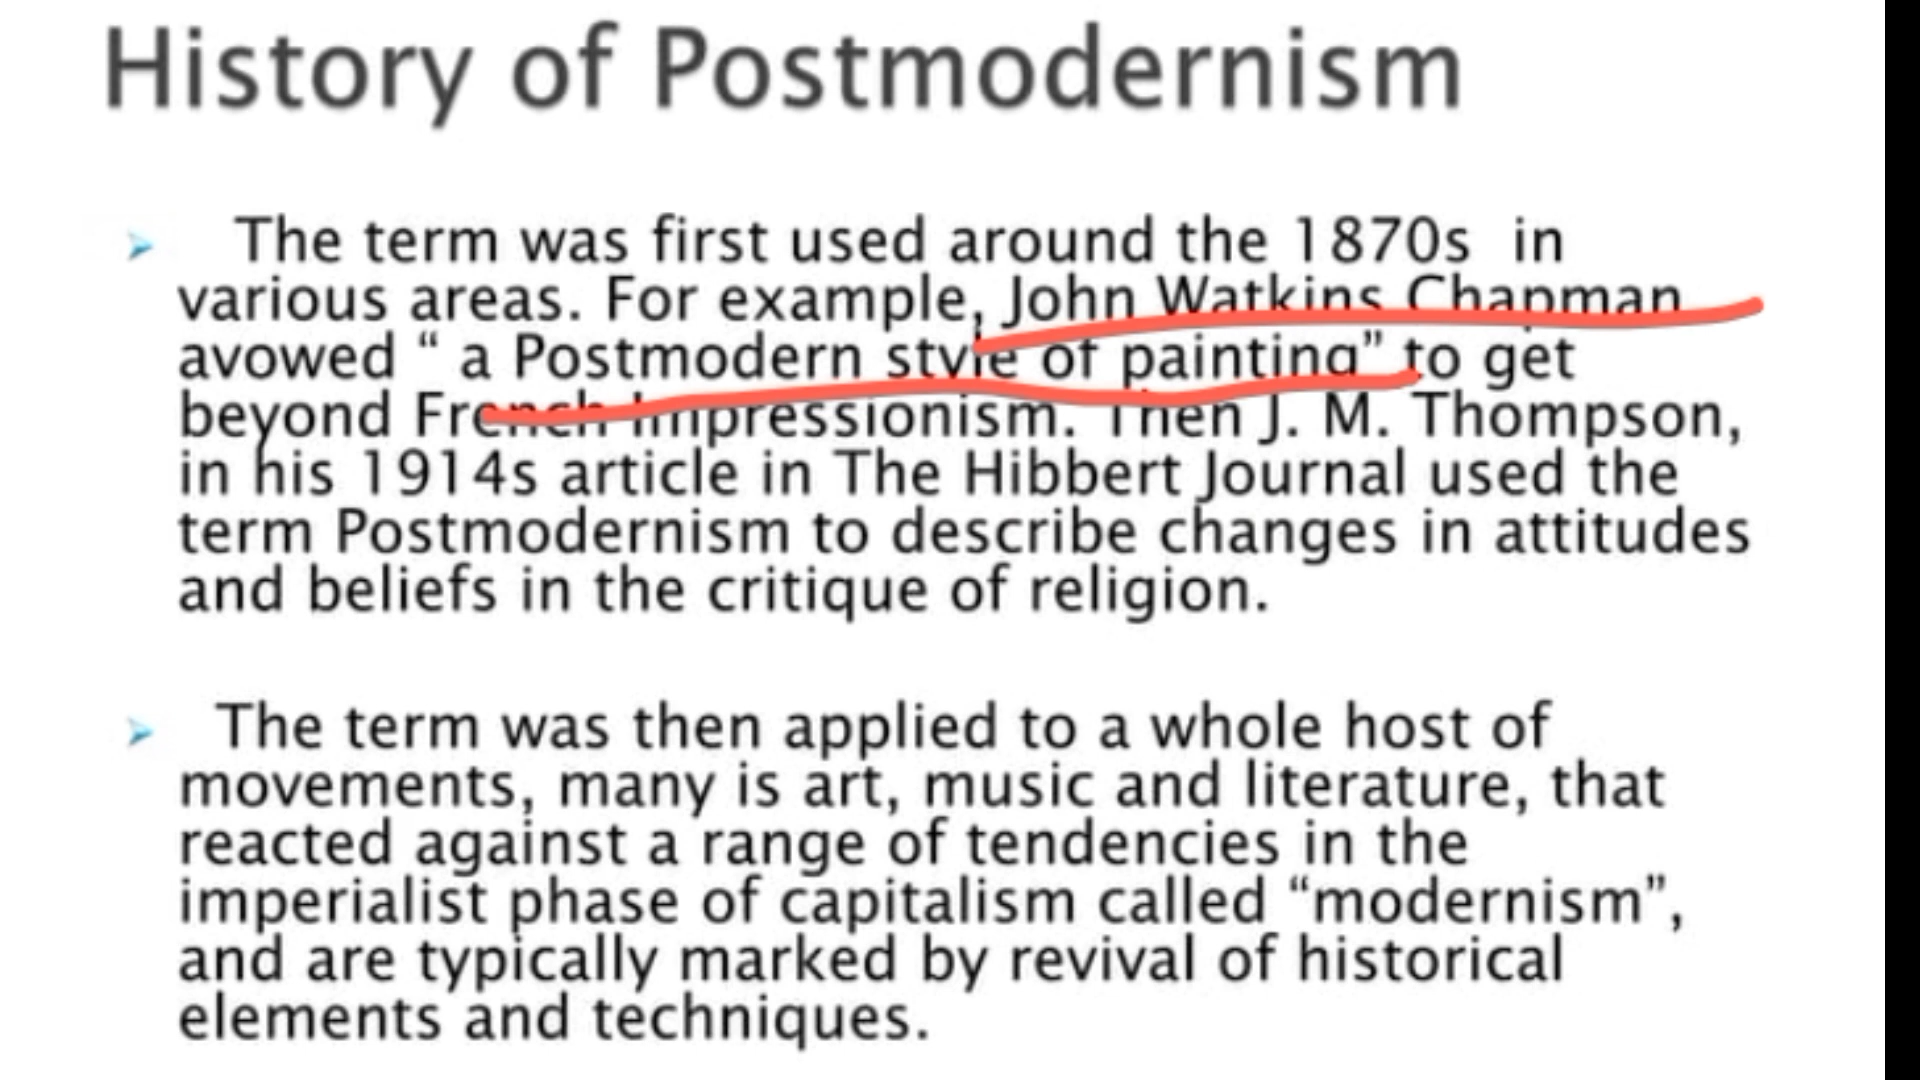 History of Postmodernism
The term was first used around the 1870s in
various areas. For example, John Watkins Chapman
avowed “ a Postmodern style of painting” to get
beyond French Impressionism. Then J. M. Thompson,
in his 1914s article in The Hibbert Journal used the
term Postmodernism to describe changes in attitudes
and beliefs in the critique of religion.
The term was then applied to a whole host of
movements, many is art, music and literature, that
reacted against a range of tendencies in the
imperialist phase of capitalism called “modernism”,
and are typically marked by revival of historical
elements and techniques.